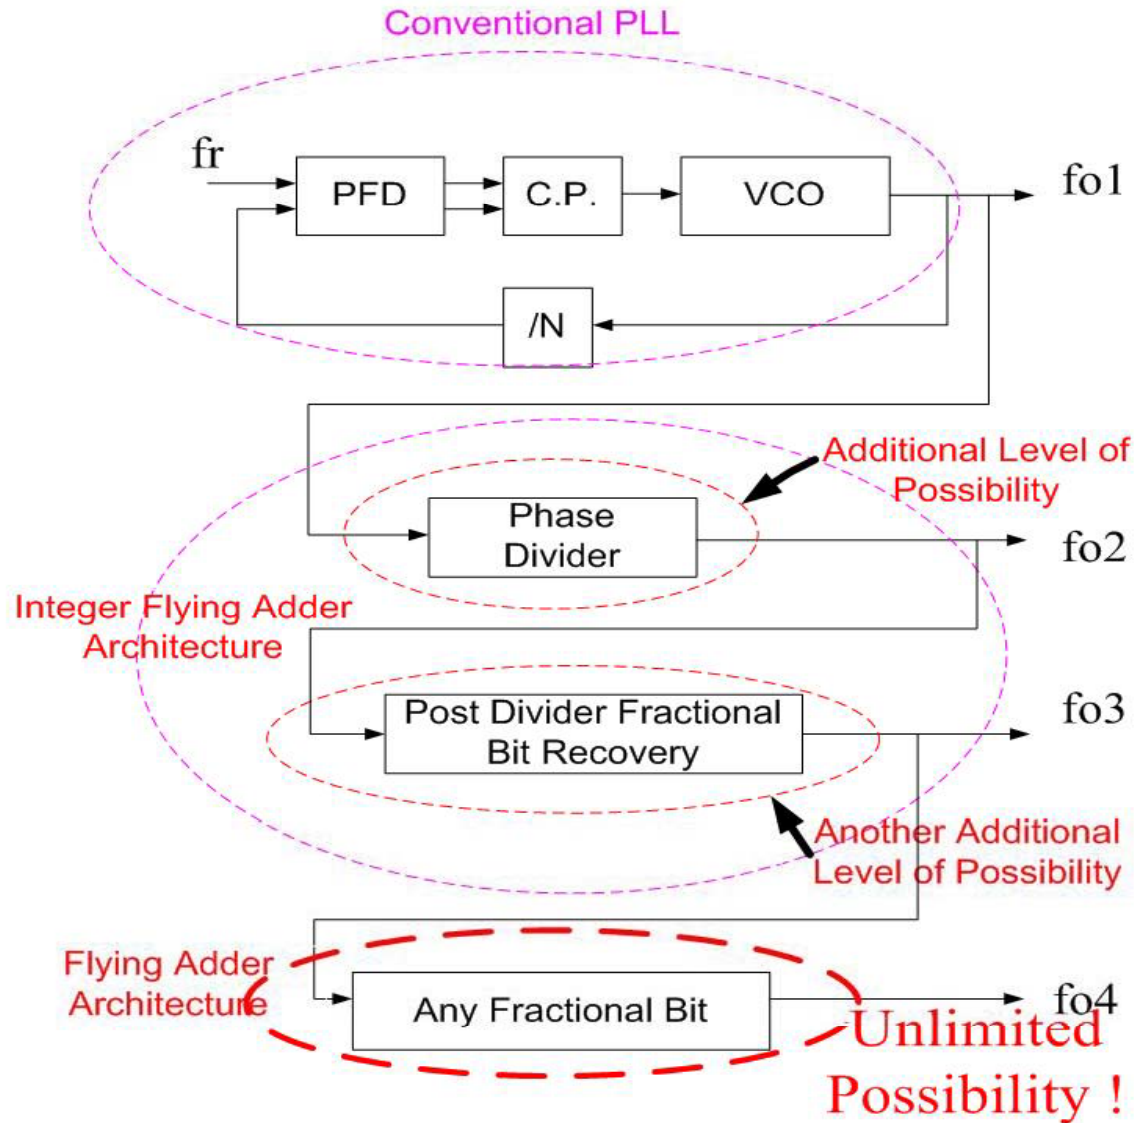 Conventional PLL
fr
PFD
C.P.
VCO
fo1
/N
Additional Level of
Possibility
Phase
Divider
fo2
Integer Flying Adder
Architecture
Post Divider Fractional
Bit Recovery
fo3
Another Additional
Level of Possibility
Flying Adder
Architecture
Any Fractional Bit
fo4
Unlimited
Possibility !